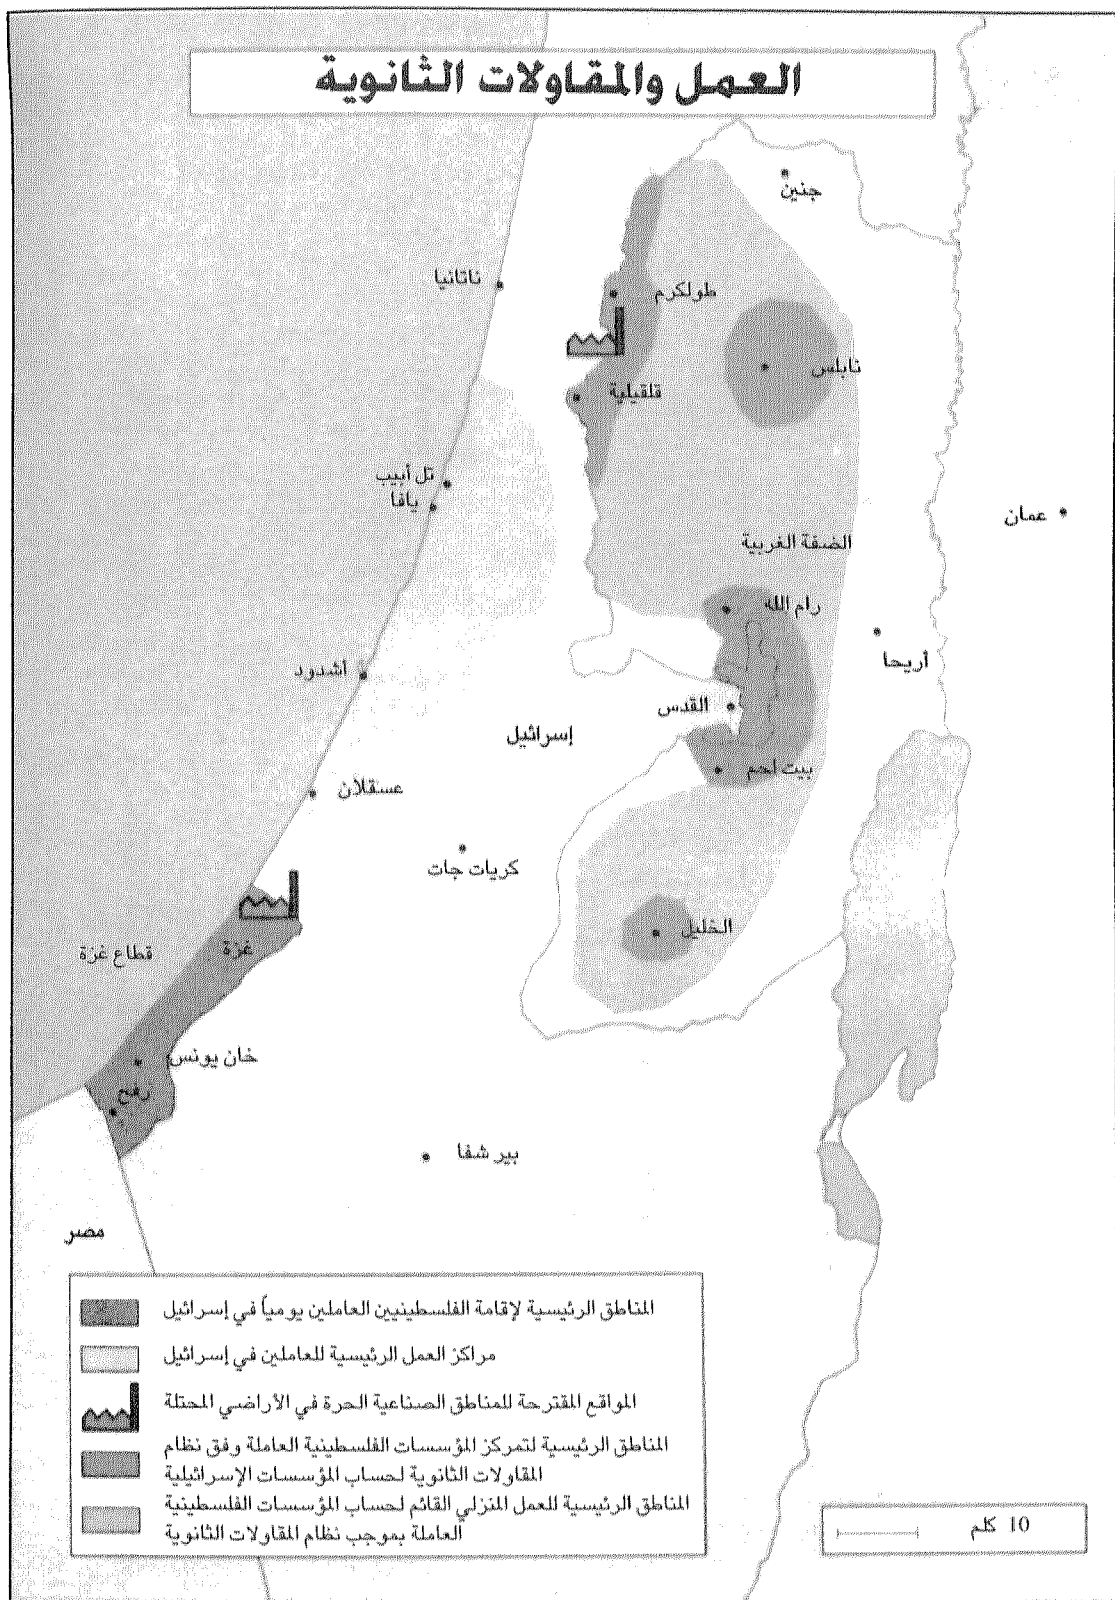 العمل والمقاولات الثانوية
جنين
ناتانيا
طولكرم
نابلس
قلقيلية
تل أبيب
يافا
عمان
الضفة الغربية
رام الله
أريحا
أشدود
القدس
إسرائيل
بيت لحم
عسقلان
كريات جات
الخليل
غزة
قطاع غزة
خان يونس
رفح
بير شفا
مصر
المناطق الرئيسية لإقامة الفلسطينيين العاملين يومياً في إسرائيل
مراكز العمل الرئيسية للعاملين في إسرائيل
المواقع المقترحة للمناطق الصناعية الحرة في الأراضي المحتلة
المناطق الرئيسية لتمركز المؤسسات الفلسطينية العاملة وفق نظام
المقاولات الثانوية لحساب المؤسسات الإسرائيلية
المناطق الرئيسية للعمل المنزلي القائم لحساب المؤسسات الفلسطينية
العاملة بموجب نظام المقاولات الثانوية
10 كلم